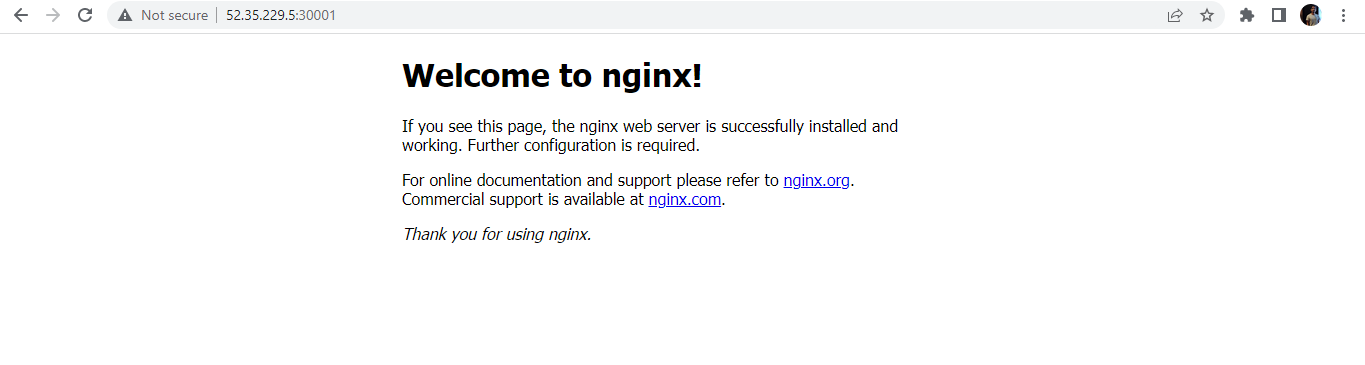 Not secure | 52.35.229.5:30001
Welcome to nginx!
If you see this page, the nginx web server is successfully installed and
working. Further configuration is required.
For online documentation and support please refer to nginx.org.
Commercial support is available at nginx.com.
Thank you for using nginx.